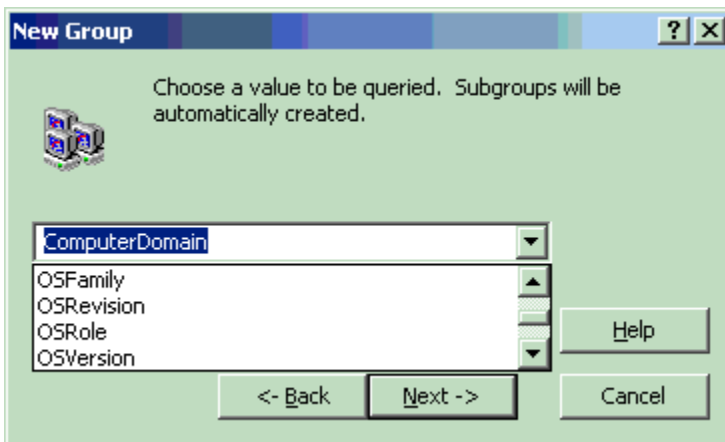 New Group
Choose a value to be queried.  Subgroups will be
automatically created.
ComputerDomain
OSFamily
OSRevision
OSRole
OSVersion
Help
<- Back
Next ->
Cancel